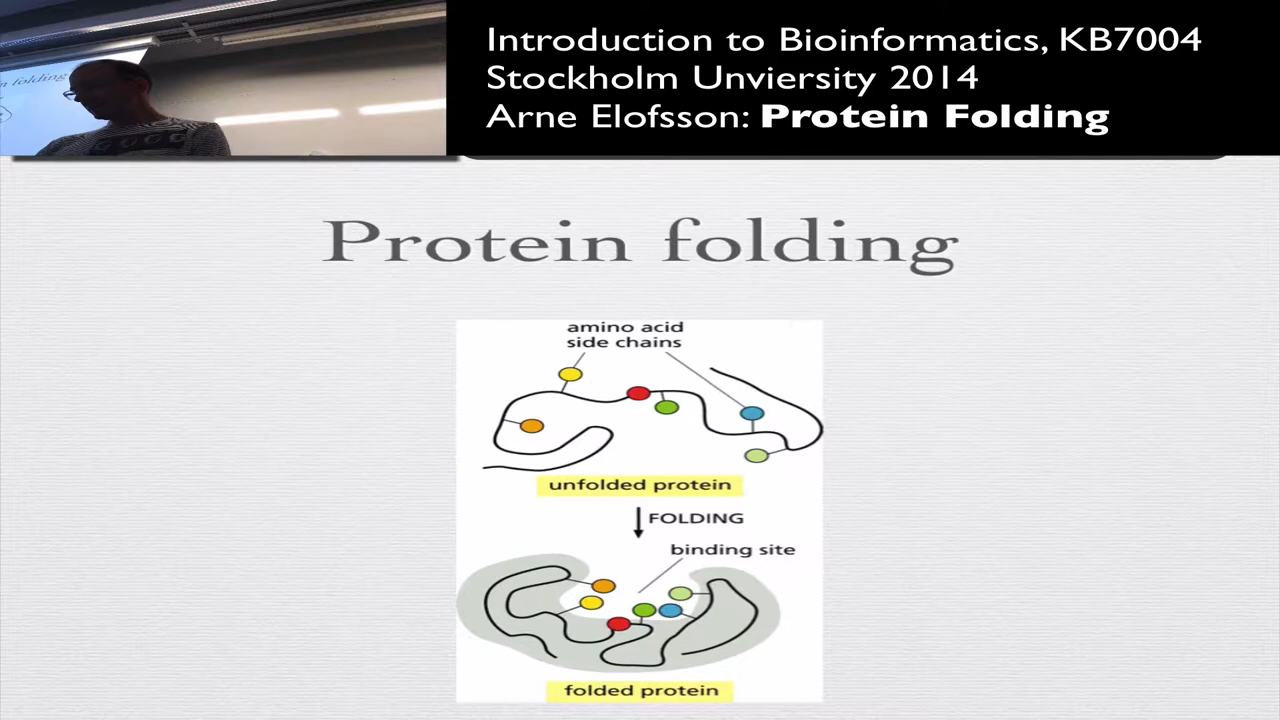 Introduction to Bioinformatics, KB7004
Stockholm Unviersity 2014
Arne Elofsson: Protein Folding
Protein folding
amino acid
side chains
unfolded protein
FOLDING
binding site
folded protein